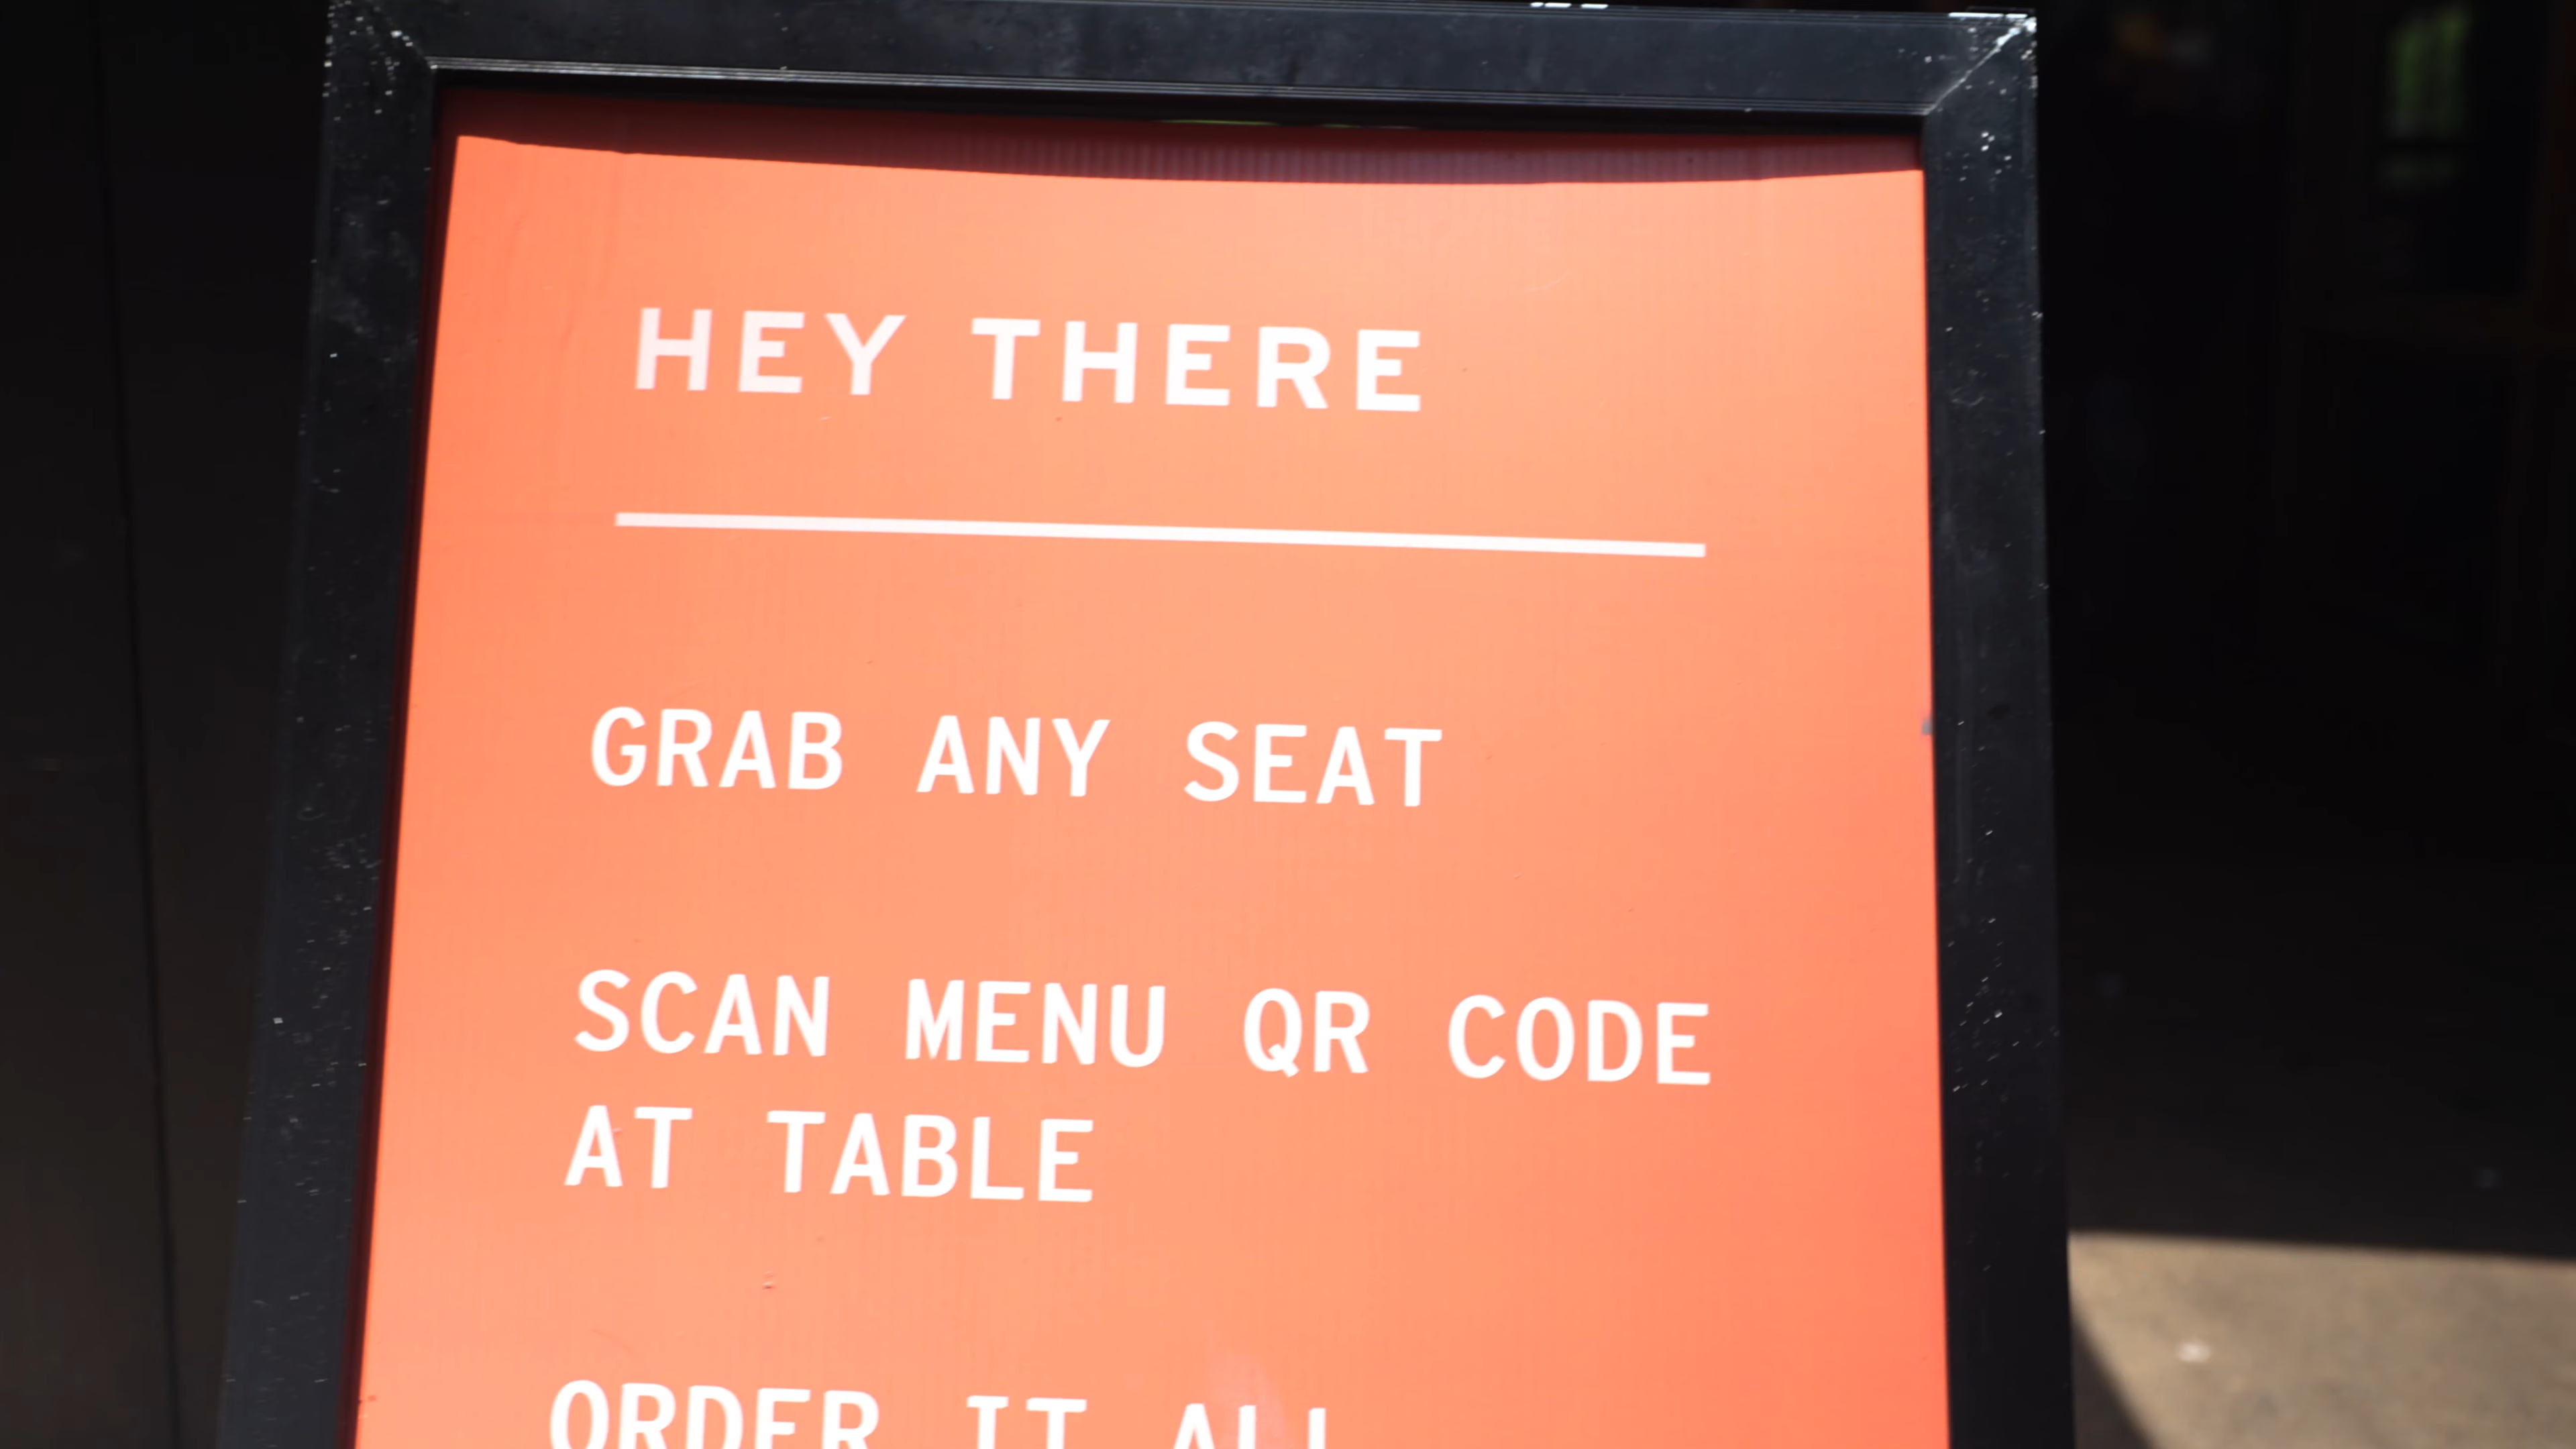 HEY THERE
GRAB ANY SEAT
SCAN MENU QR CODE
AT TABLE
ORDER IT ALL